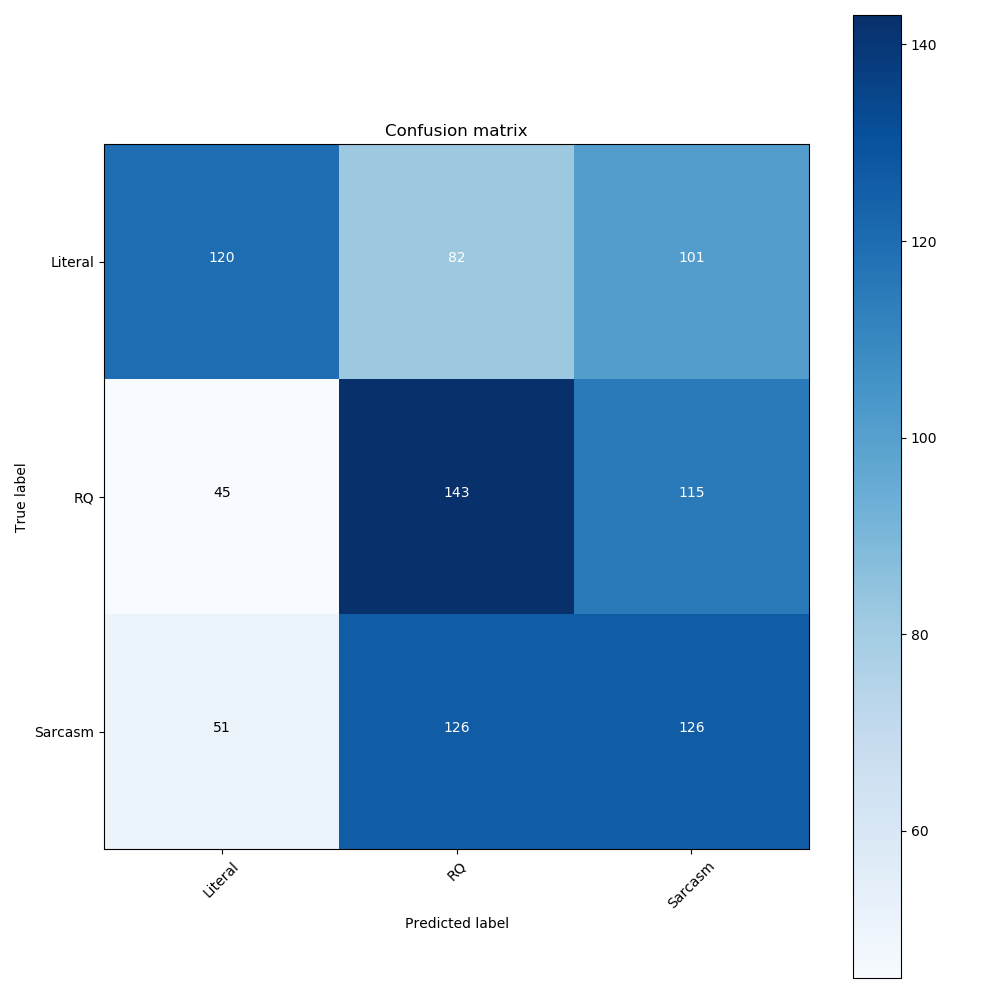 Confusion matrix
True label
Literal 120 82 101
RQ 45 143 115
Sarcasm 51 126 126
Literal RQ Sarcasm
Predicted label
140
120
100
80
60